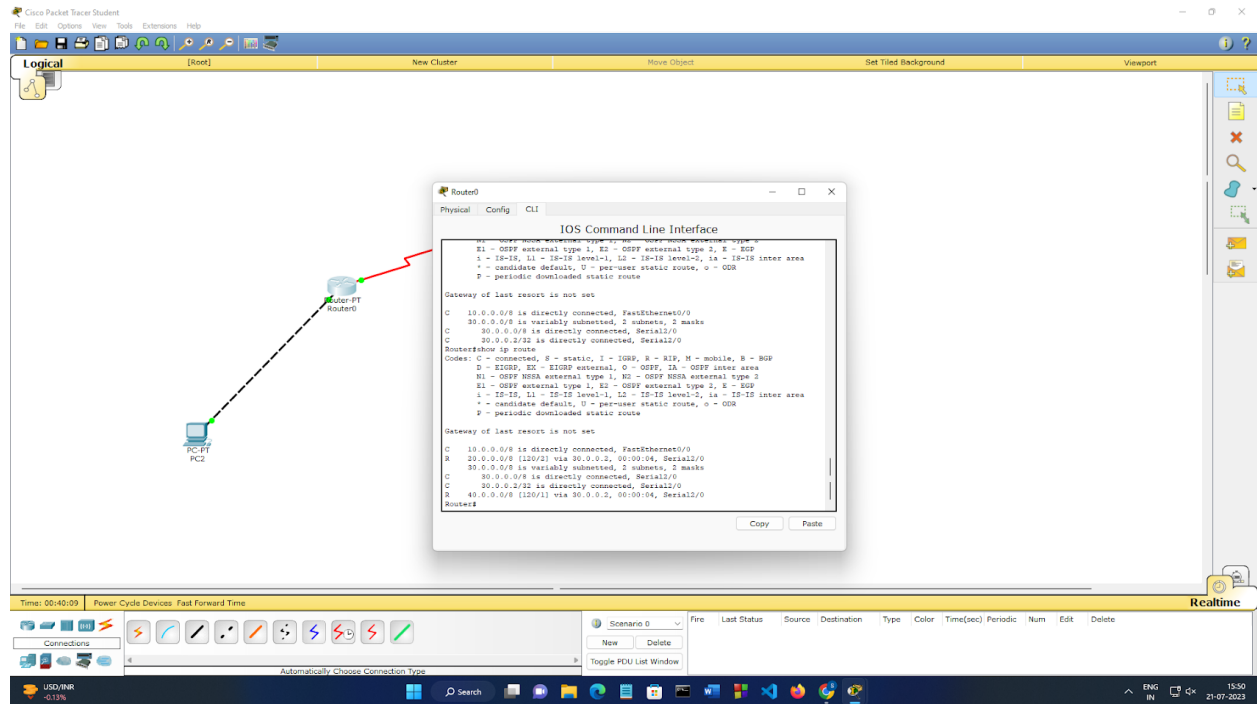 Cisco Packet Tracer Student
File Edit Options View Tools Extensions Help
Logical [Root] New Cluster Move Object Set Tiled Background Viewport
Router0
Physical Config CLI
IOS Command Line Interface
N1 - OSPF NSSA external type 1, N2 - OSPF NSSA external type 2
E1 - OSPF external type 1, E2 - OSPF external type 2, E - EGP
i - IS-IS, L1 - IS-IS level-1, L2 - IS-IS level-2, ia - IS-IS inter area
* - candidate default, U - per-user static route, o - ODR
P - periodic downloaded static route
Gateway of last resort is not set
C 10.0.0.0/8 is directly connected, FastEthernet0/0
30.0.0.0/8 is variably subnetted, 2 subnets, 2 masks
C 30.0.0.0/8 is directly connected, Serial2/0
C 30.0.0.2/32 is directly connected, Serial2/0
Router#show ip route
Codes: C - connected, S - static, I - IGRP, R - RIP, M - mobile, B - BGP
D - EIGRP, EX - EIGRP external, O - OSPF, IA - OSPF inter area
N1 - OSPF NSSA external type 1, N2 - OSPF NSSA external type 2
E1 - OSPF external type 1, E2 - OSPF external type 2, E - EGP
i - IS-IS, L1 - IS-IS level-1, L2 - IS-IS level-2, ia - IS-IS inter area
* - candidate default, U - per-user static route, o - ODR
P - periodic downloaded static route
Gateway of last resort is not set
C 10.0.0.0/8 is directly connected, FastEthernet0/0
R 20.0.0.0/8 [120/2] via 30.0.0.2, 00:00:04, Serial2/0
30.0.0.0/8 is variably subnetted, 2 subnets, 2 masks
C 30.0.0.0/8 is directly connected, Serial2/0
C 30.0.0.2/32 is directly connected, Serial2/0
R 40.0.0.0/8 [120/1] via 30.0.0.2, 00:00:04, Serial2/0
Router#
Copy Paste
Router-PT
Router0
PC-PT
PC2
Time: 00:40:09 Power Cycle Devices Fast Forward Time
Realtime
Connections
Automatically Choose Connection Type
Scenario 0
New Delete
Toggle PDU List Window
Fire Last Status Source Destination Type Color Time(sec) Periodic Num Edit Delete
USD/INR
-0.13%
Search
ENG
IN
15:50
21-07-2023